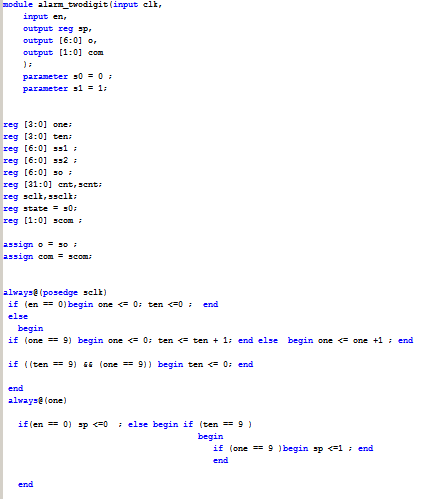 module alarm_twodigit(input clk,
input en,
output reg sp,
output [6:0] o,
output [1:0] com
);
parameter s0 = 0 ;
parameter s1 = 1;
reg [3:0] one;
reg [3:0] ten;
reg [6:0] ss1 ;
reg [6:0] ss2 ;
reg [6:0] so ;
reg [31:0] cnt,scnt;
reg sclk,ssclk;
reg state = s0;
reg [1:0] scom ;
assign o = so ;
assign com = scom;
always@(posedge sclk)
if (en == 0)begin one <= 0; ten <=0 ; end
else
begin
if (one == 9) begin one <= 0; ten <= ten + 1; end else begin one <= one +1 ; end
if ((ten == 9) && (one == 9)) begin ten <= 0; end
end
always@(one)
if(en == 0) sp <=0 ; else begin if (ten == 9 )
begin
if (one == 9 )begin sp <=1 ; end
end
end